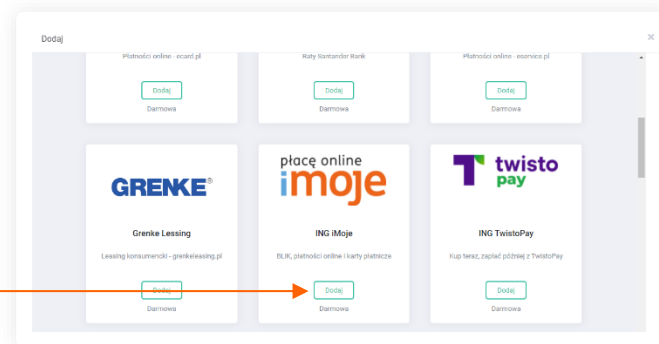 Dodaj
×
Płatności online - ecard.pl
Raty Santander Bank
Płatności online - eservice.pl
Dodaj
Dodaj
Dodaj
Darmowa
Darmowa
Darmowa
GRENKE®
płacę online
imoje
twisto
pay
Grenke Leasing
ING iMoje
ING TwistoPay
Leasing konsumencki - grenkeleasing.pl
BLIK, płatności online i karty płatnicze
Kup teraz, zapłać później z TwistoPay
Dodaj
Dodaj
Dodaj
Darmowa
Darmowa
Darmowa